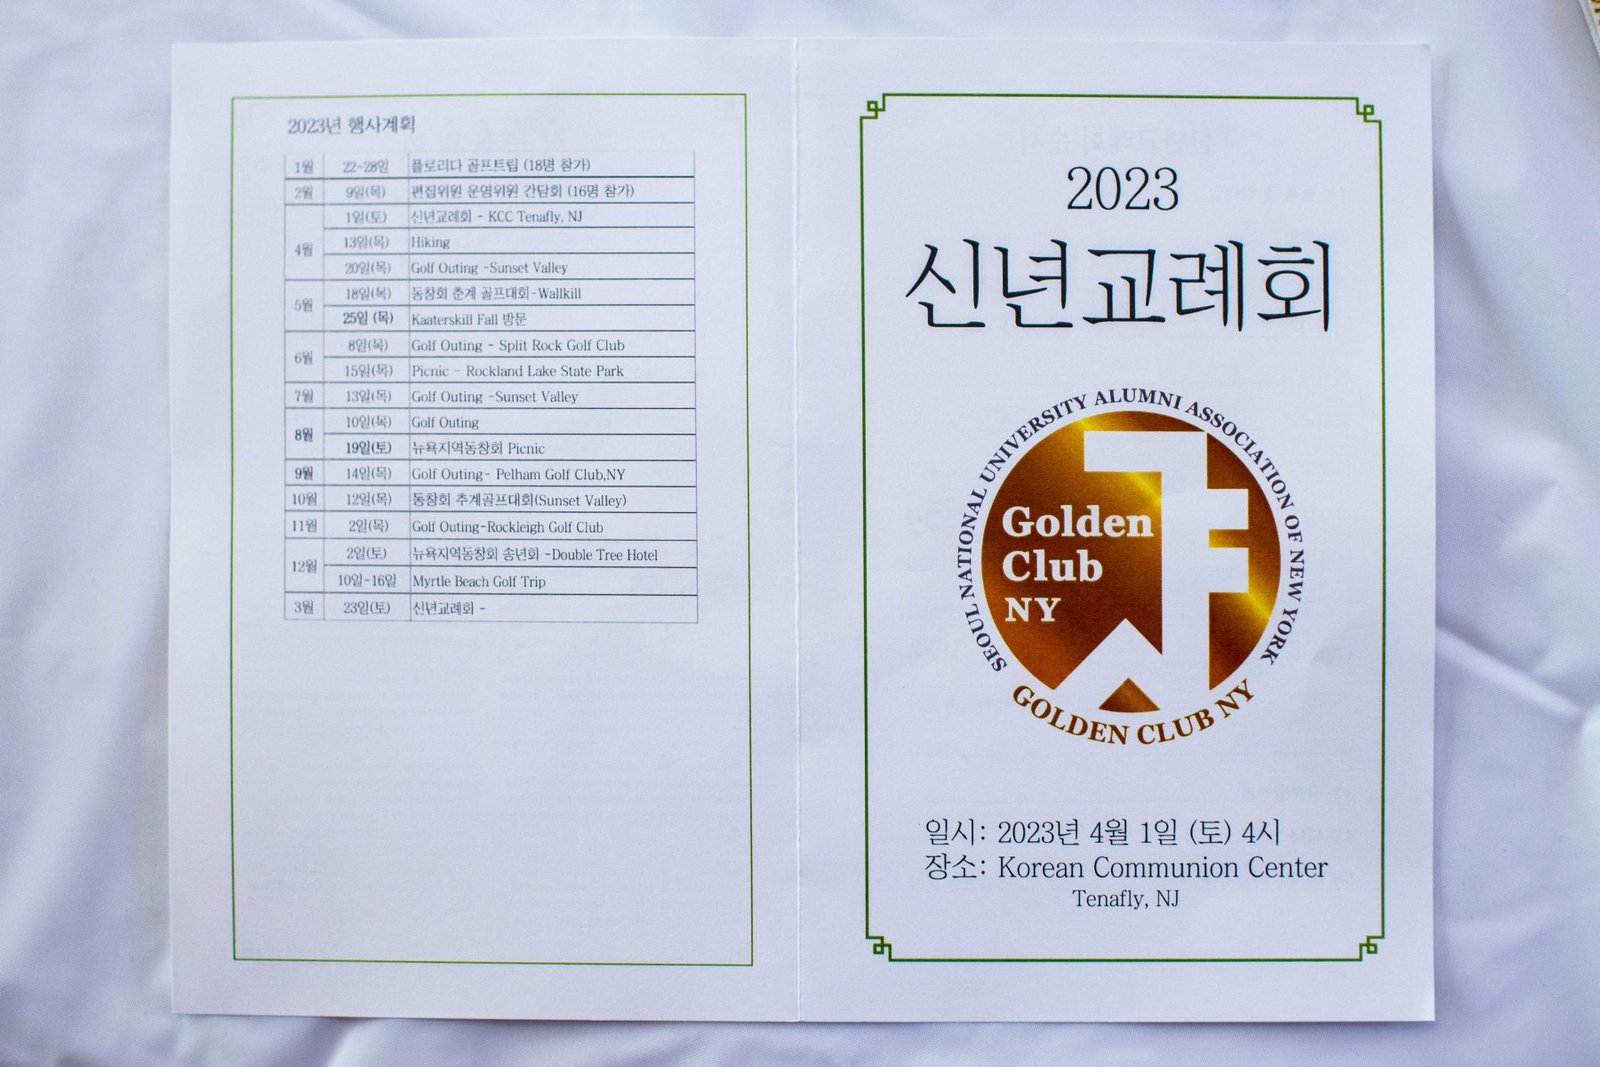 2023년 행사계획
1월 22~28일 플로리다 골프트립 (18명 참가)
2월 9일(목) 편집위원 운영위원 간담회 (16명 참가)
4월 1일(토) 신년교례회 - KCC Tenafly, NJ
13일(목) Hiking
20일(목) Golf Outing -Sunset Valley
5월 18일(목) 동창회 춘계 골프대회-Wallkill
25일 (목) Kaaterskill Fall 방문
6월 8일(목) Golf Outing - Split Rock Golf Club
15일(목) Picnic - Rockland Lake State Park
7월 13일(목) Golf Outing -Sunset Valley
8월 10일(목) Golf Outing
19일(토) 뉴욕지역동창회 Picnic
9월 14일(목) Golf Outing- Pelham Golf Club,NY
10월 12일(목) 동창회 추계골프대회(Sunset Valley)
11월 2일(목) Golf Outing-Rockleigh Golf Club
12월 2일(토) 뉴욕지역동창회 송년회 -Double Tree Hotel
10일-16일 Myrtle Beach Golf Trip
3월 23일(토) 신년교례회 -
2023
신년교례회
SEOUL NATIONAL UNIVERSITY ALUMNI ASSOCIATION OF NEW YORK
Golden
Club
NY
GOLDEN CLUB NY
일시: 2023년 4월 1일 (토) 4시
장소: Korean Communion Center
Tenafly, NJ